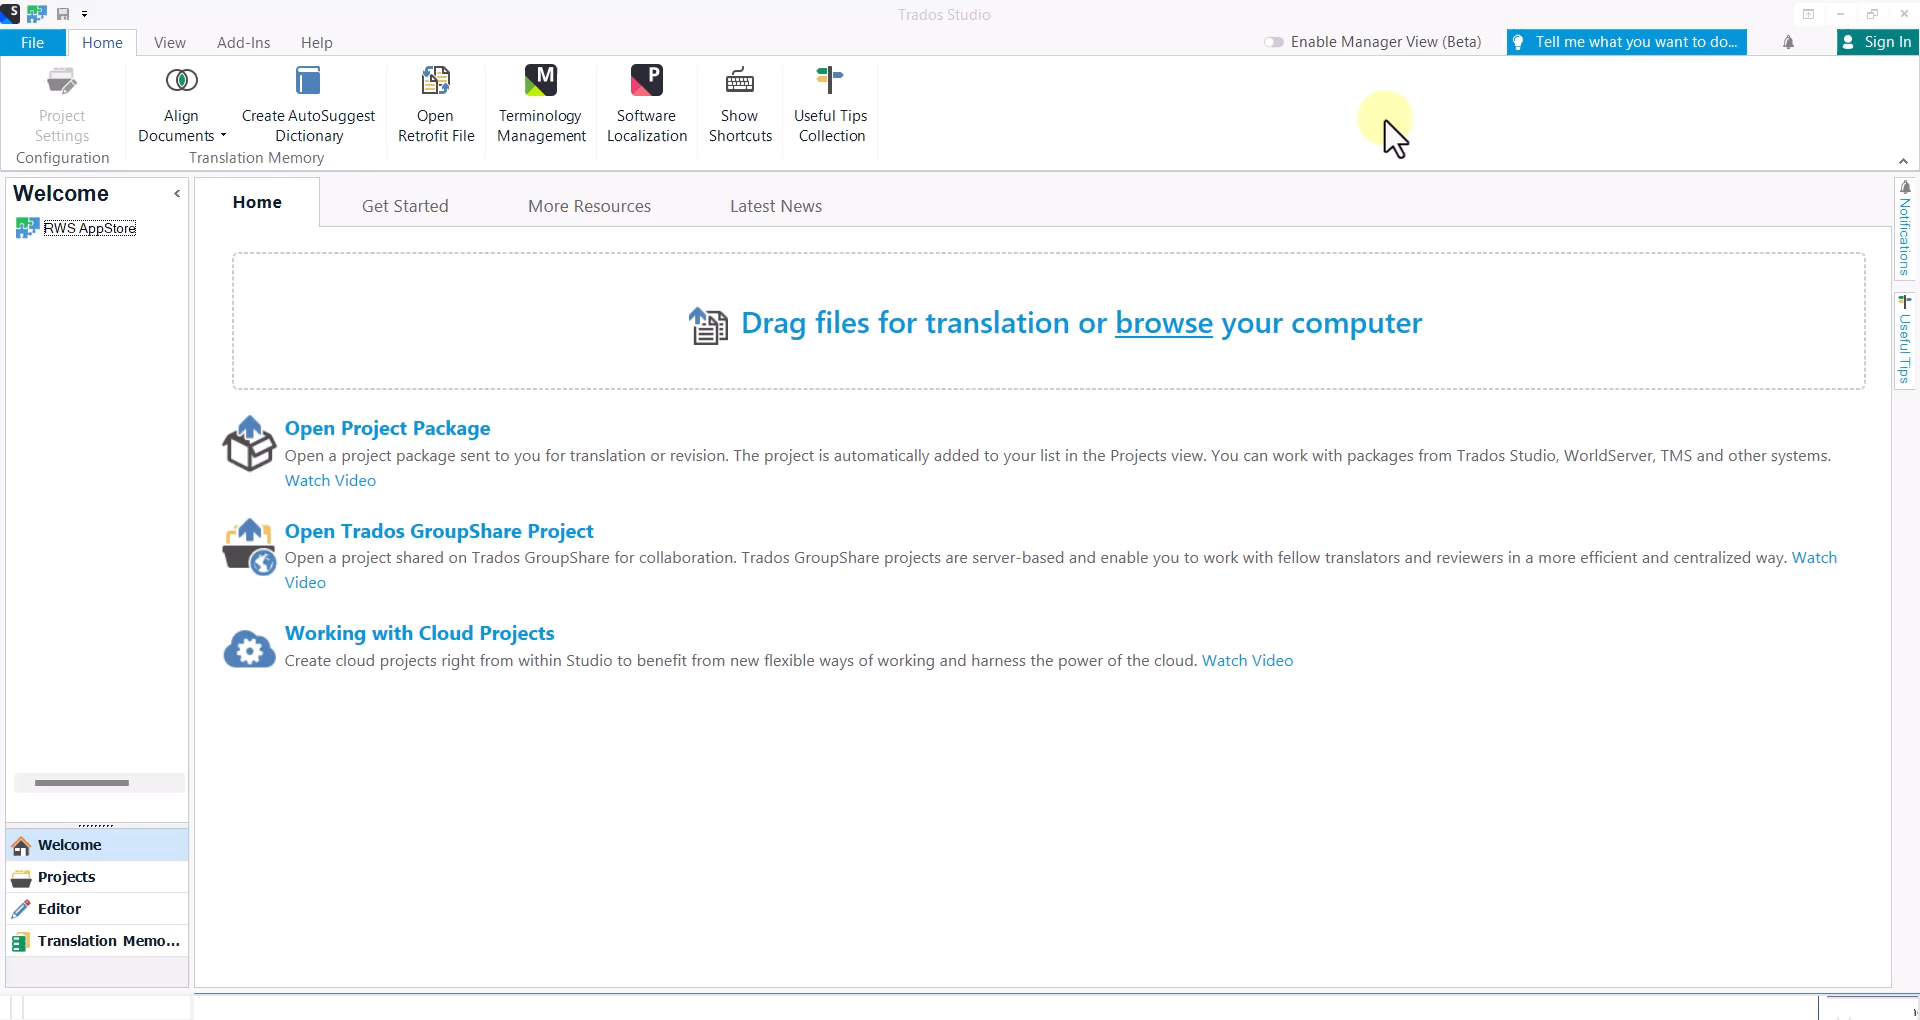 Trados Studio
File
Home
View
Add-Ins
Help
Enable Manager View (Beta)
Tell me what you want to do...
Sign In
Project
Settings
Align
Documents
Create AutoSuggest
Dictionary
Open
Retrofit File
M
Terminology
Management
P
Software
Localization
Show
Shortcuts
Useful Tips
Collection
Configuration
Translation Memory
Welcome
RWS AppStore
Home
Get Started
More Resources
Latest News
Notifications
Useful Tips
Drag files for translation or browse your computer
Open Project Package
Open a project package sent to you for translation or revision. The project is automatically added to your list in the Projects view. You can work with packages from Trados Studio, WorldServer, TMS and other systems.
Watch Video
Open Trados GroupShare Project
Open a project shared on Trados GroupShare for collaboration. Trados GroupShare projects are server-based and enable you to work with fellow translators and reviewers in a more efficient and centralized way. Watch
Video
Working with Cloud Projects
Create cloud projects right from within Studio to benefit from new flexible ways of working and harness the power of the cloud. Watch Video
Welcome
Projects
Editor
Translation Memo...